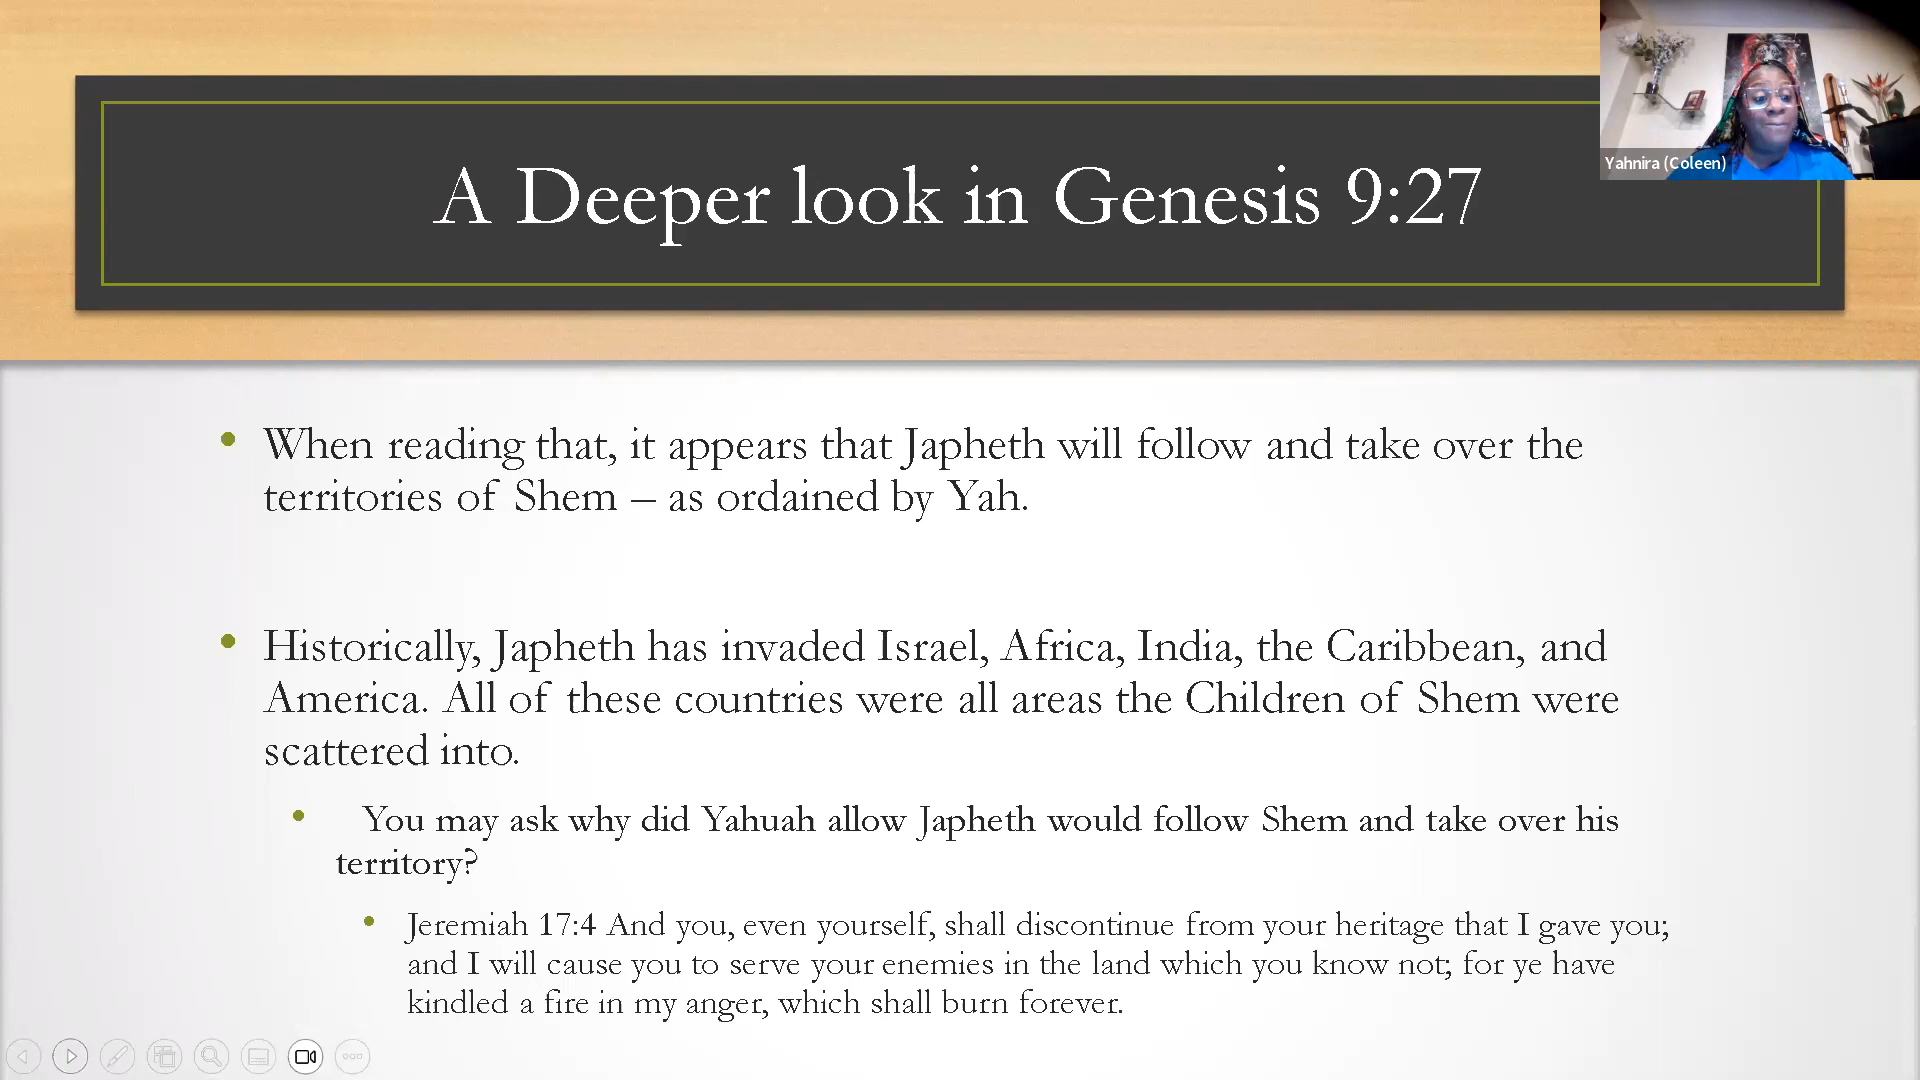 Yahnira (Coleen)
A Deeper look in Genesis 9:27
• When reading that, it appears that Japheth will follow and take over the
territories of Shem – as ordained by Yah.
• Historically, Japheth has invaded Israel, Africa, India, the Caribbean, and
America. All of these countries were all areas the Children of Shem were
scattered into.
• You may ask why did Yahuah allow Japheth would follow Shem and take over his
territory?
• Jeremiah 17:4 And you, even yourself, shall discontinue from your heritage that I gave you;
and I will cause you to serve your enemies in the land which you know not; for ye have
kindled a fire in my anger, which shall burn forever.